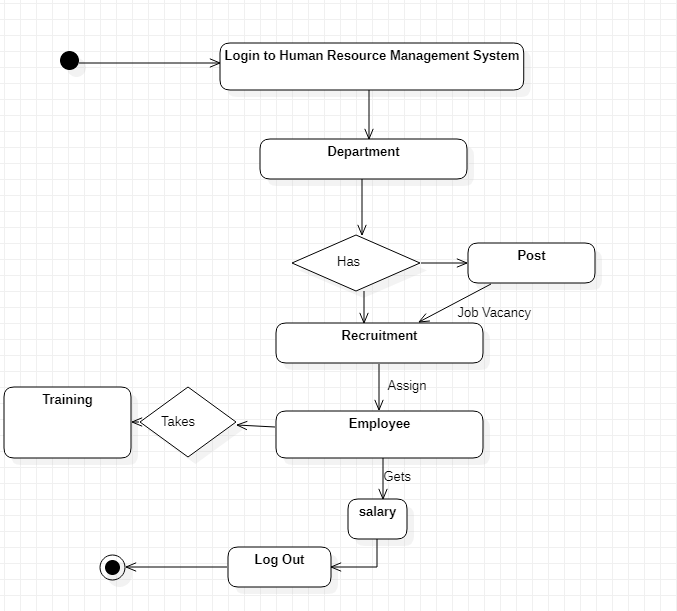 Login to Human Resource Management System
Department
Has
Post
Job Vacancy
Recruitment
Assign
Training
Takes
Employee
Gets
salary
Log Out